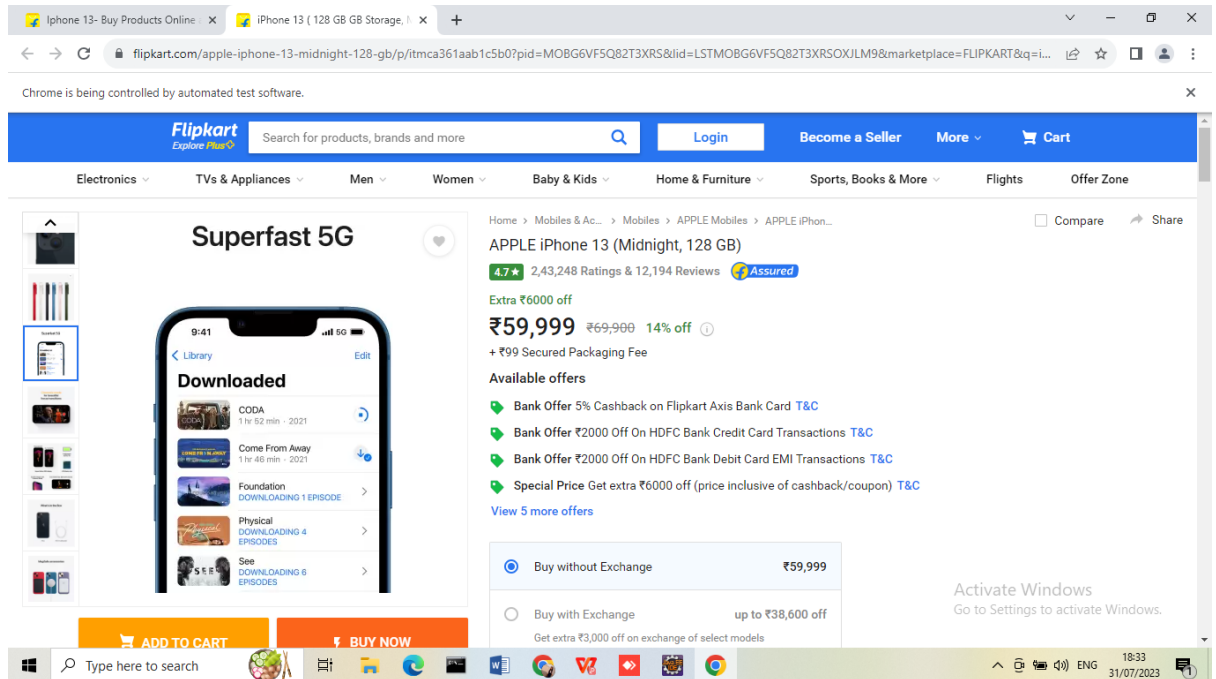 Iphone 13- Buy Products Online
iPhone 13 ( 128 GB GB Storage,
flipkart.com/apple-iphone-13-midnight-128-gb/p/itmca361aab1c5b0?pid=MOBG6VF5Q82T3XRS&lid=LSTMOBG6VF5Q82T3XRSOXJLM9&marketplace=FLIPKART&q=i...
Chrome is being controlled by automated test software.
Flipkart
Explore Plus
Search for products, brands and more
Login
Become a Seller
More
Cart
Electronics
TVs & Appliances
Men
Women
Baby & Kids
Home & Furniture
Sports, Books & More
Flights
Offer Zone
Superfast 5G
9:41
5G
Library
Edit
Downloaded
CODA
1 hr 52 min · 2021
Come From Away
1 hr 46 min · 2021
Foundation
DOWNLOADING 1 EPISODE
Physical
DOWNLOADING 4
EPISODES
See
DOWNLOADING 6
EPISODES
ADD TO CART
BUY NOW
Home > Mobiles & Ac... > Mobiles > APPLE Mobiles > APPLE iPhon...
Compare
Share
APPLE iPhone 13 (Midnight, 128 GB)
4.7★ 2,43,248 Ratings & 12,194 Reviews Assured
Extra ₹6000 off
₹59,999 ₹69,900 14% off
+ ₹99 Secured Packaging Fee
Available offers
Bank Offer 5% Cashback on Flipkart Axis Bank Card T&C
Bank Offer ₹2000 Off On HDFC Bank Credit Card Transactions T&C
Bank Offer ₹2000 Off On HDFC Bank Debit Card EMI Transactions T&C
Special Price Get extra ₹6000 off (price inclusive of cashback/coupon) T&C
View 5 more offers
Buy without Exchange ₹59,999
Buy with Exchange up to ₹38,600 off
Get extra ₹3,000 off on exchange of select models
Activate Windows
Go to Settings to activate Windows.
Type here to search
ENG
18:33
31/07/2023